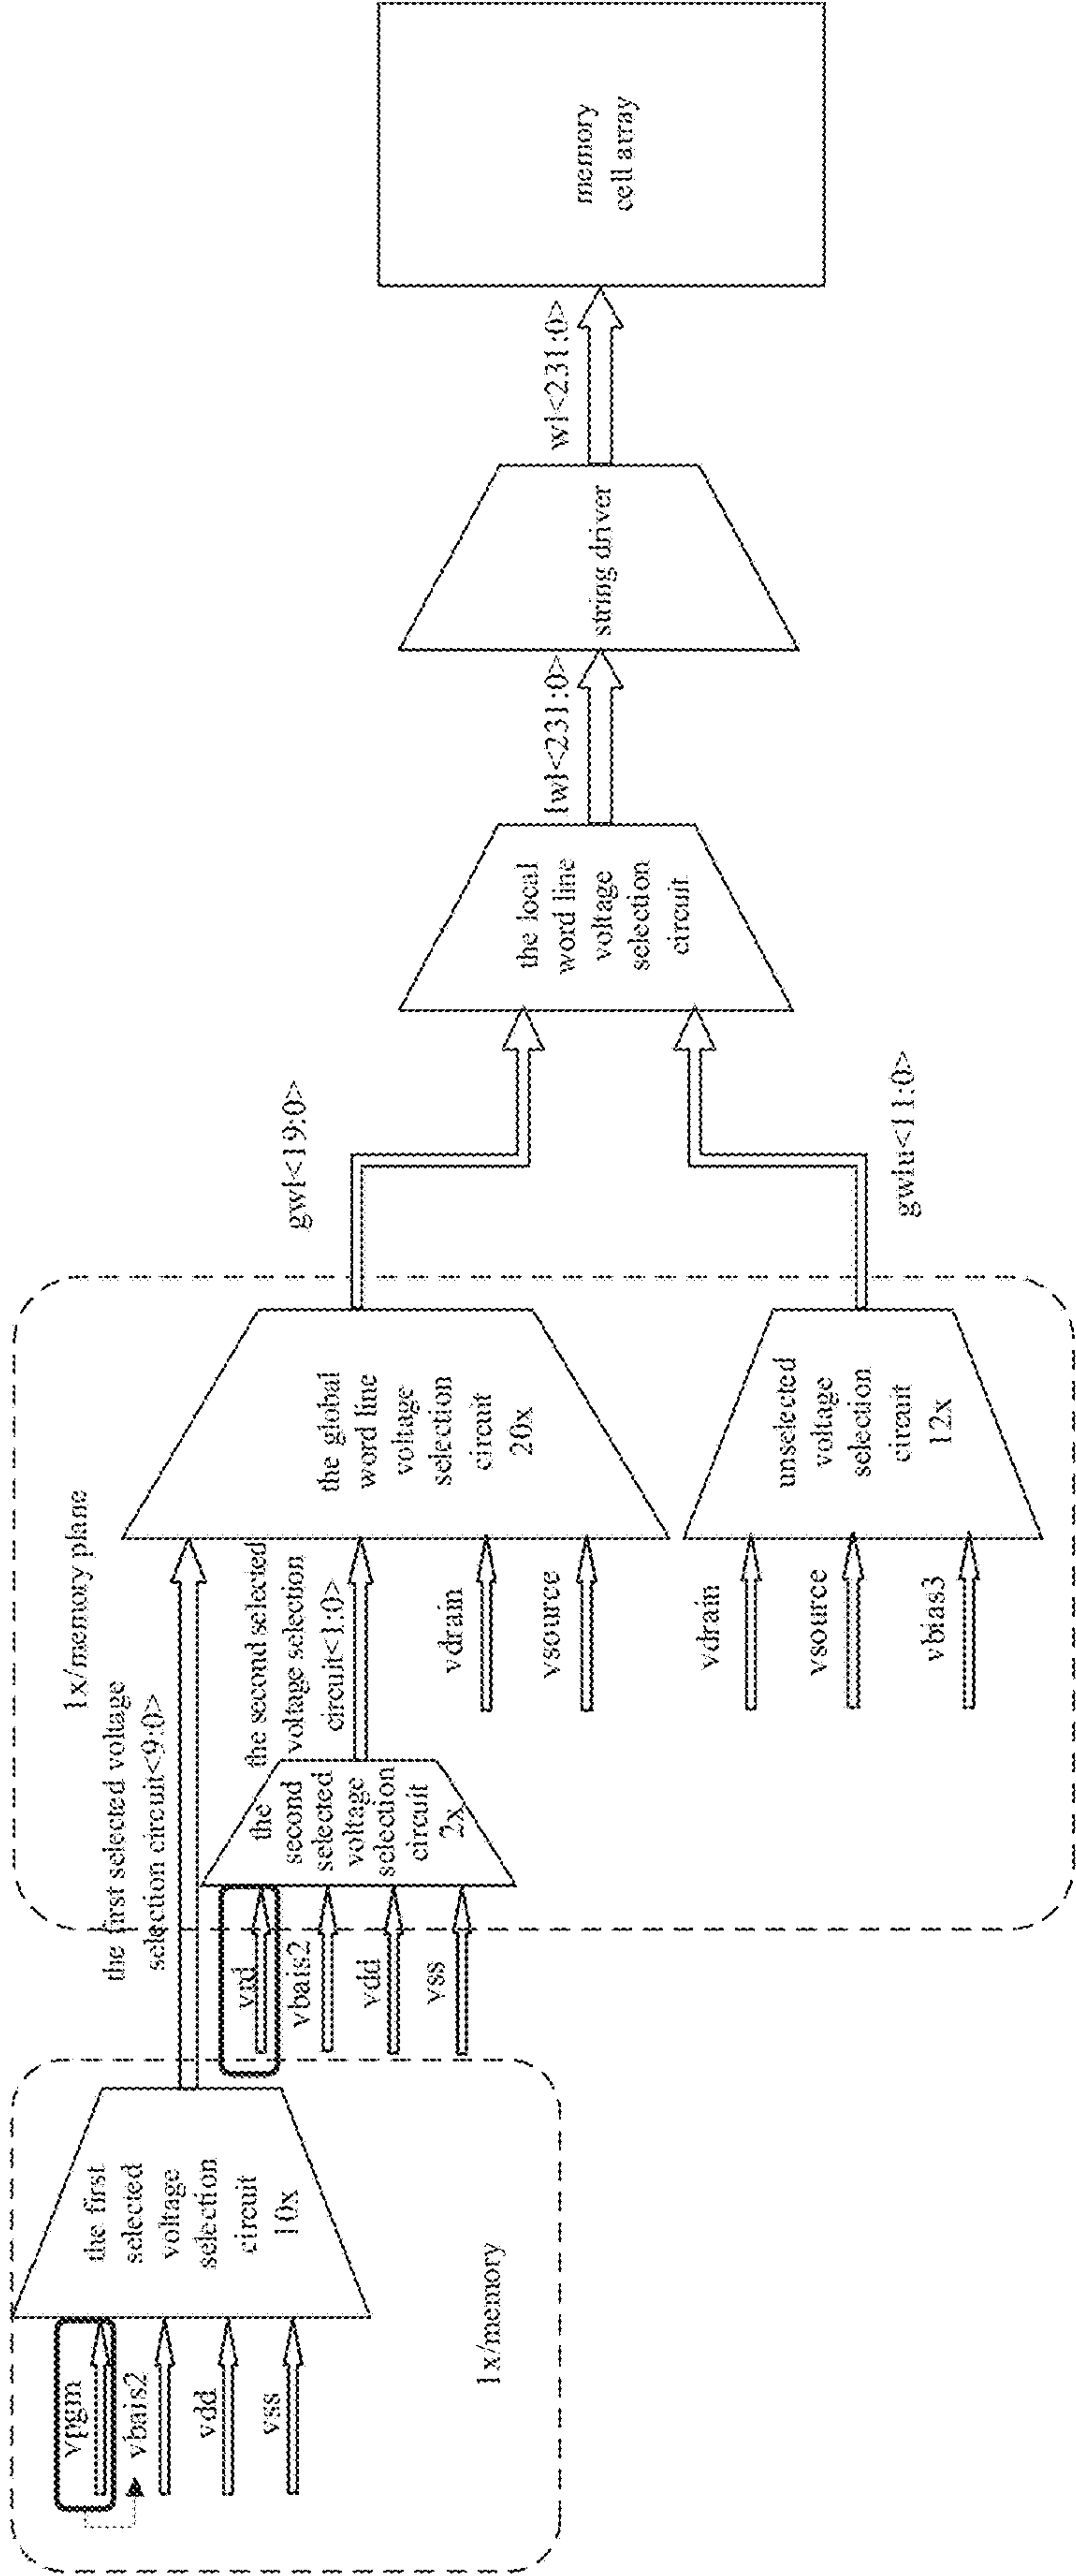 vpgm
vbais2
vdd
vss
the first
selected
voltage
selection
circuit
10x
1x/memory
the first selected voltage
selection circuit<9:0>
vrd
vbais2
vdd
vss
the
second
selected
voltage
selection
circuit
2x
1x/memory plane
the second selected
voltage selection
circuit<1:0>
vdrain
vsource
the global
word line
voltage
selection
circuit
20x
vdrain
vsource
vbias3
unselected
voltage
selection
circuit
12x
gwl<19:0>
gwlu<11:0>
the local
word line
voltage
selection
circuit
lwl<231:0>
string driver
wl<231:0>
memory
cell array